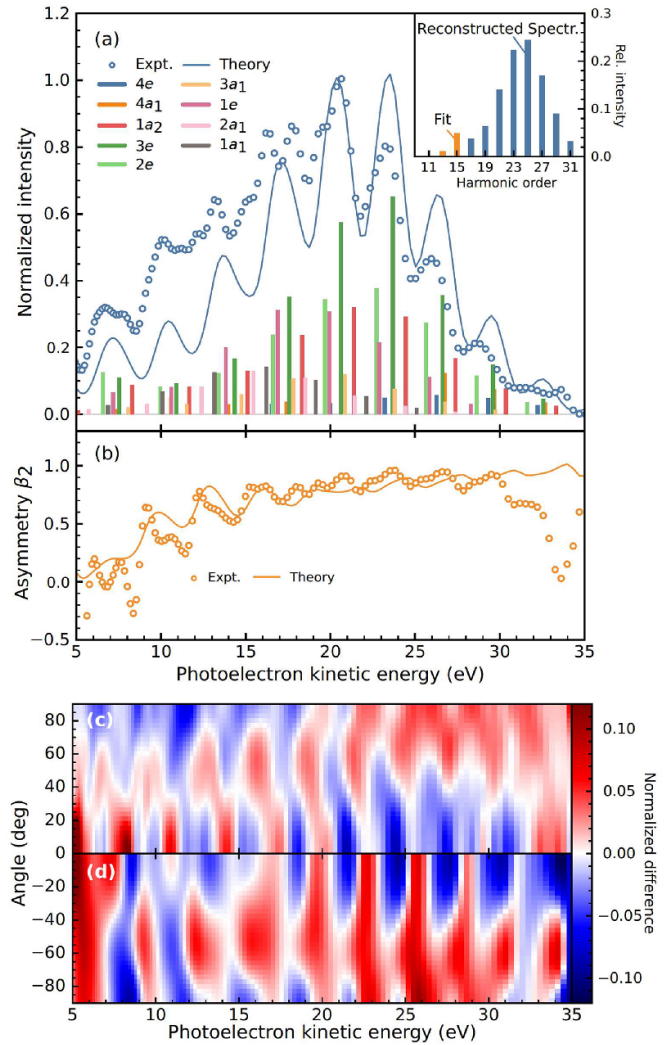 (a)
Expt.
Theory
4e
3a1
4a1
1e
1a2
2a1
3e
1a1
2e
Normalized intensity
1.2
1.0
0.8
0.6
0.4
0.2
0.0
Reconstructed Spectr.
Fit
11 15 19 23 27 31
Harmonic order
0.3
0.2
0.1
0.0
Rel. intensity
(b)
Asymmetry β2
1.0
0.5
0.0
−0.5
Expt.
Theory
5 10 15 20 25 30 35
Photoelectron kinetic energy (eV)
(c)
80
60
40
20
0
Angle (deg)
(d)
−20
−40
−60
−80
5 10 15 20 25 30 35
Photoelectron kinetic energy (eV)
0.10
0.05
0.00
−0.05
−0.10
Normalized difference